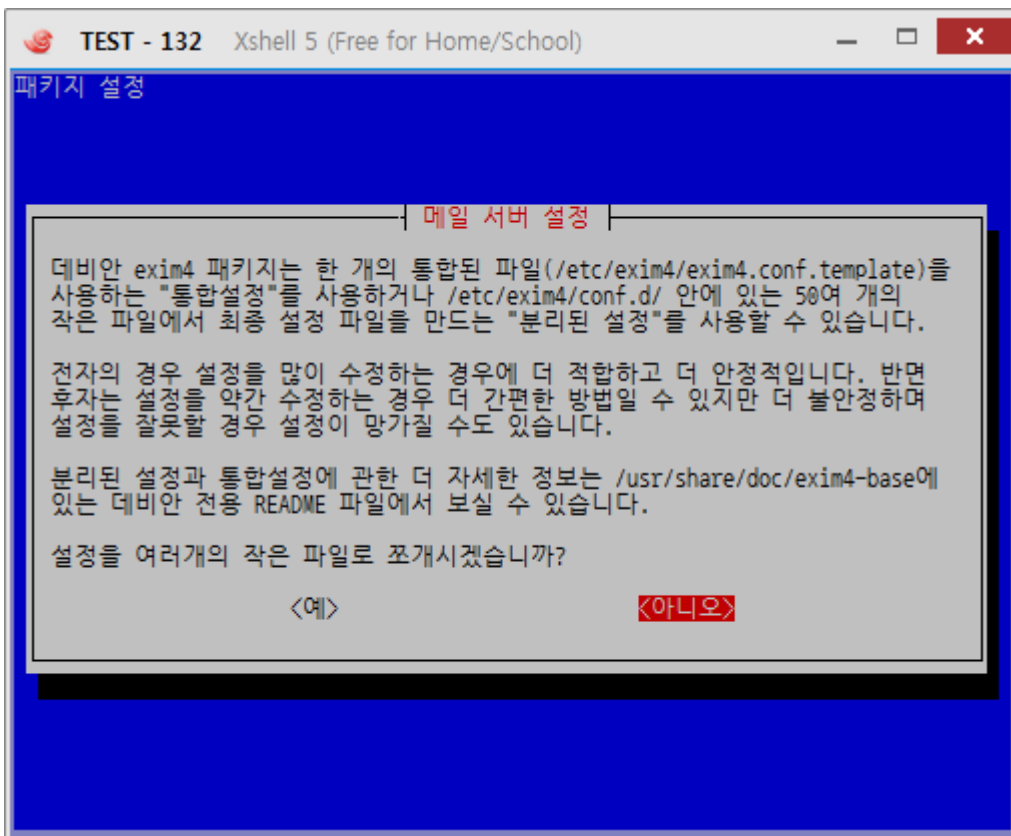 TEST - 132 Xshell 5 (Free for Home/School)
패키지 설정
메일 서버 설정
데비안 exim4 패키지는 한 개의 통합된 파일(/etc/exim4/exim4.conf.template)를
사용하는 "통합설정"를 사용하거나 /etc/exim4/conf.d/ 안에 있는 50여 개의
작은 파일에서 최종 설정 파일을 만드는 "분리된 설정"를 사용할 수 있습니다.
전자의 경우 설정을 많이 수정하는 경우에 더 적합하고 더 안정적입니다. 반면
후자는 설정을 약간 수정하는 경우 더 간편한 방법일 수 있지만 더 불안정하며
설정을 잘못할 경우 설정이 망가질 수도 있습니다.
분리된 설정과 통합설정에 관한 더 자세한 정보는 /usr/share/doc/exim4-base에
있는 데비안 전용 README 파일에서 보실 수 있습니다.
설정을 여러개의 작은 파일로 쪼개시겠습니까?
<예> <아니오>